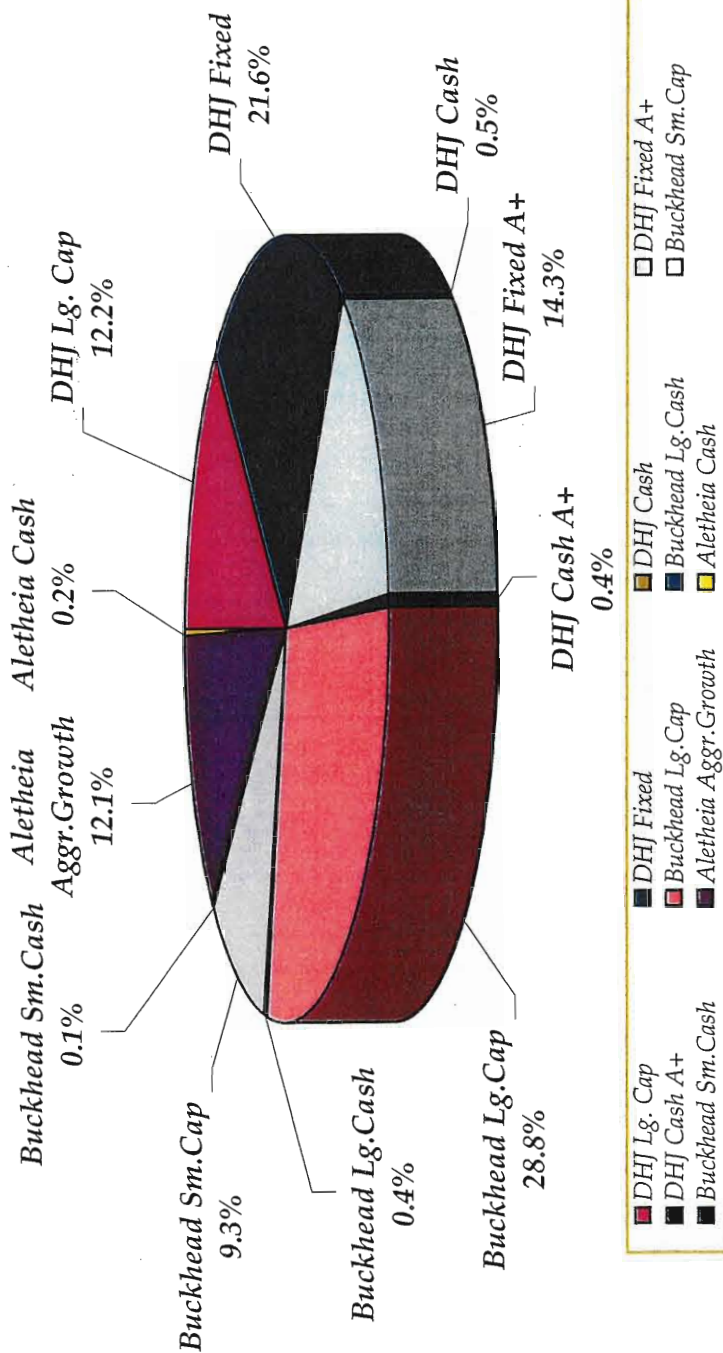 DHJ Lg. Cap
12.2%
DHJ Fixed
21.6%
DHJ Cash
0.5%
DHJ Fixed A+
14.3%
DHJ Cash A+
0.4%
Buckhead Lg.Cap
28.8%
Buckhead Lg.Cash
0.4%
Buckhead Sm.Cap
9.3%
Buckhead Sm.Cash
0.1%
Aletheia
Aggr.Growth
12.1%
Aletheia Cash
0.2%
DHJ Lg. Cap
DHJ Fixed
DHJ Cash
DHJ Fixed A+
DHJ Cash A+
Buckhead Lg.Cap
Buckhead Lg.Cash
Buckhead Sm.Cap
Buckhead Sm.Cash
Aletheia Aggr.Growth
Aletheia Cash